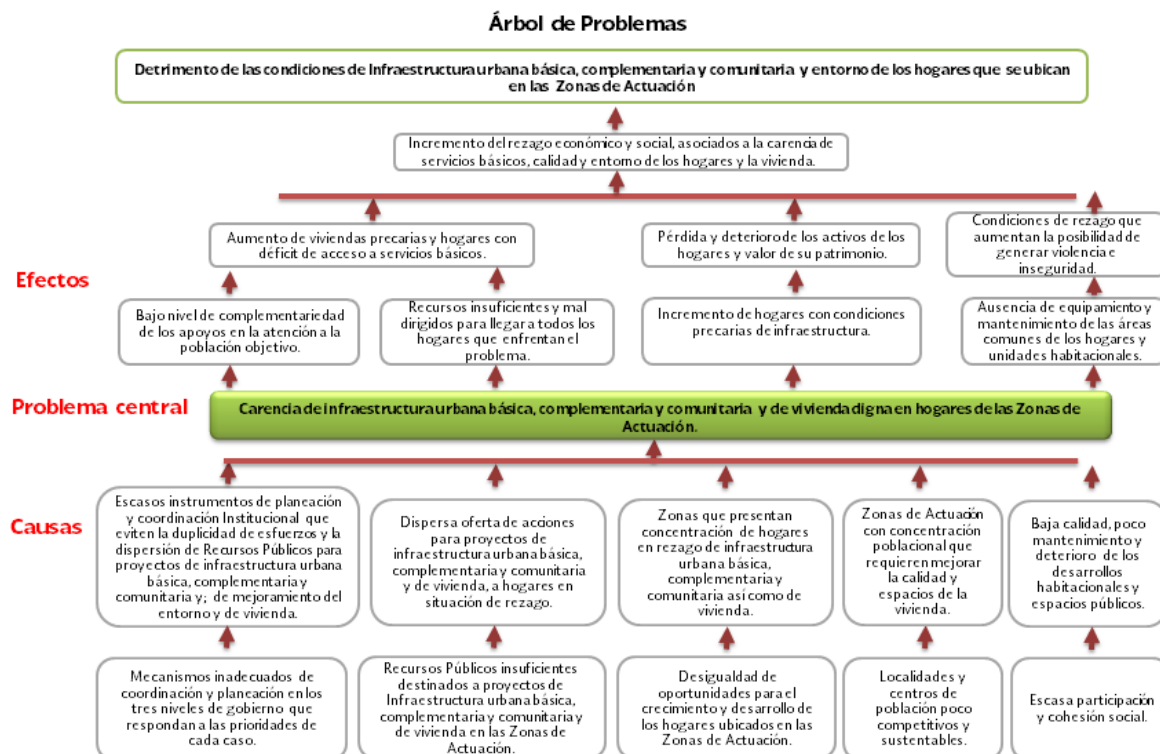 Árbol de Problemas
Detrimento de las condiciones de Infraestructura urbana básica, complementaria y comunitaria y entorno de los hogares que se ubican
en las Zonas de Actuación
Incremento del rezago económico y social, asociados a la carencia de
servicios básicos, calidad y entorno de los hogares y la vivienda.
Efectos
Aumento de viviendas precarias y hogares con
déficit de acceso a servicios básicos.
Pérdida y deterioro de los activos de los
hogares y valor de su patrimonio.
Condiciones de rezago que
aumentan la posibilidad de
generar violencia e
inseguridad.
Bajo nivel de complementariedad
de los apoyos en la atención a la
población objetivo.
Recursos insuficientes y mal
dirigidos para llegar a todos los
hogares que enfrentan el
problema.
Incremento de hogares con condiciones
precarias de infraestructura.
Ausencia de equipamiento y
mantenimiento de las áreas
comunes de los hogares y
unidades habitacionales.
Problema central
Carencia de infraestructura urbana básica, complementaria y comunitaria y de vivienda digna en hogares de las Zonas de
Actuación.
Causas
Escasos instrumentos de planeación
y coordinación Institucional que
eviten la duplicidad de esfuerzos y la
dispersión de Recursos Públicos para
proyectos de infraestructura urbana
básica, complementaria y
comunitaria y; de mejoramiento del
entorno y de vivienda.
Dispersa oferta de acciones
para proyectos de
infraestructura urbana básica,
complementaria y comunitaria
y de vivienda, a hogares en
situación de rezago.
Zonas que presentan
concentración de hogares
en rezago de infraestructura
urbana básica,
complementaria y
comunitaria así como de
vivienda.
Zonas de Actuación
con concentración
poblacional que
requieren mejorar
la calidad y
espacios de la
vivienda.
Baja calidad, poco
mantenimiento y
deterioro de los
desarrollos
habitacionales y
espacios públicos.
Mecanismos inadecuados de
coordinación y planeación en los
tres niveles de gobierno que
respondan a las prioridades de
cada caso.
Recursos Públicos insuficientes
destinados a proyectos de
Infraestructura urbana básica,
complementaria y comunitaria y
de vivienda en las Zonas de
Actuación.
Desigualdad de
oportunidades para el
crecimiento y desarrollo
de los hogares ubicados en las
Zonas de Actuación.
Localidades y
centros de
población poco
competitivos y
sustentables.
Escasa participación
y cohesión social.